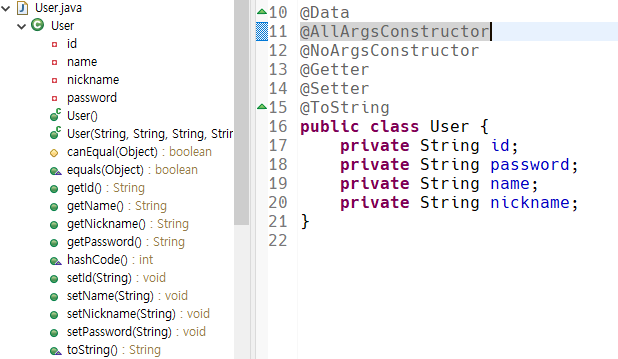 User.java
User
id
name
nickname
password
User()
User(String, String, String, Strin
canEqual(Object) : boolean
equals(Object) : boolean
getId() : String
getName() : String
getNickname() : String
getPassword() : String
hashCode() : int
setId(String) : void
setName(String) : void
setNickname(String) : void
setPassword(String) : void
toString() : String
10 @Data
11 @AllArgsConstructor
12 @NoArgsConstructor
13 @Getter
14 @Setter
15 @ToString
16 public class User {
17 private String id;
18 private String password;
19 private String name;
20 private String nickname;
21 }
22